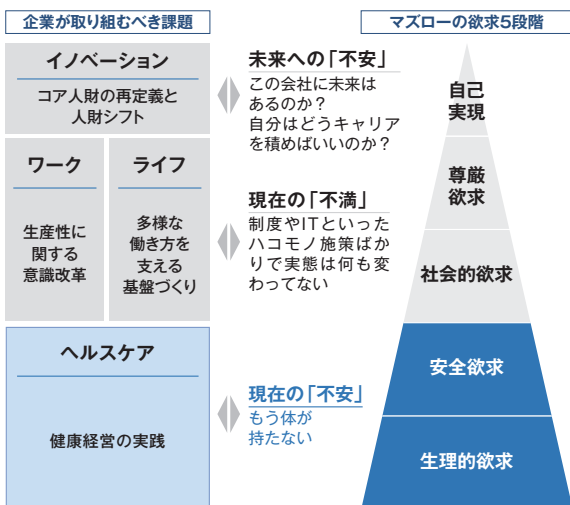 企業が取り組むべき課題
イノベーション
コア人財の再定義と
人財シフト
ワーク
生産性に
関する
意識改革
ライフ
多様な
働き方を
支える
基盤づくり
ヘルスケア
健康経営の実践
未来への「不安」
この会社に未来は
あるのか？
自分はどうキャリア
を積めばいいのか？
現在の「不満」
制度やITといった
ハコモノ施策ばか
りで実態は何も変
わってない
現在の「不安」
もう体が
持たない
マズローの欲求5段階
自己
実現
尊厳
欲求
社会的欲求
安全欲求
生理的欲求